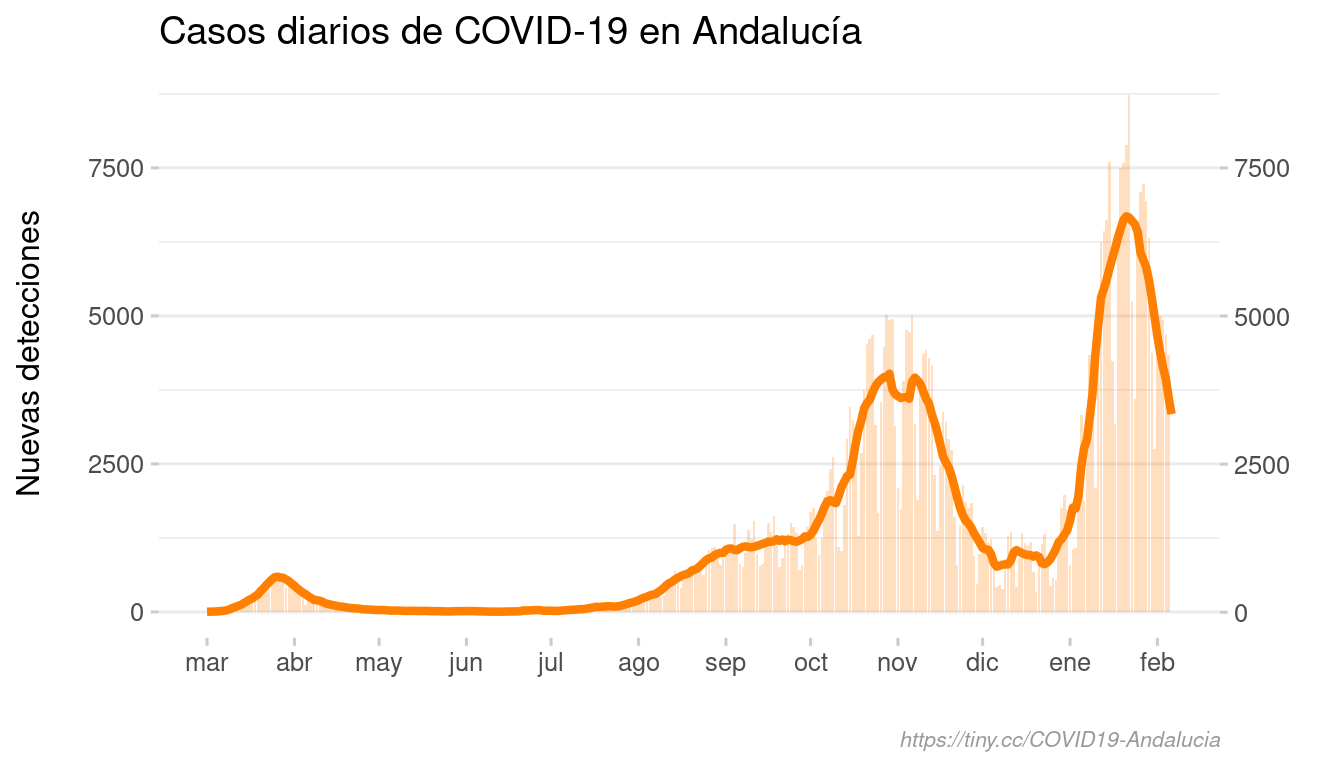 Casos diarios de COVID-19 en Andalucía
Nuevas detecciones
7500
5000
2500
0
7500
5000
2500
0
mar abr may jun jul ago sep oct nov dic ene feb
https://tiny.cc/COVID19-Andalucia